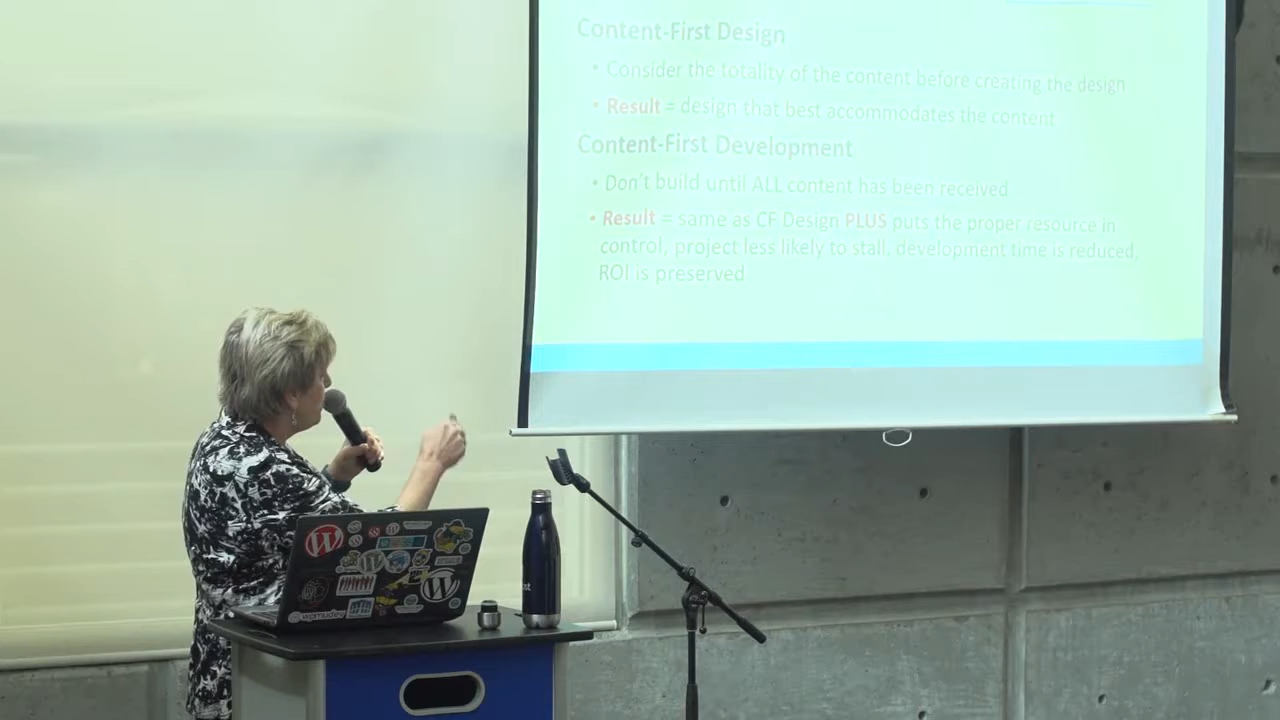 Content-First Design
• Consider the totality of the content before creating the design
• Result = design that best accommodates the content
Content-First Development
• Don't build until ALL content has been received
• Result = same as CF Design PLUS puts the proper resource in
control, project less likely to stall, development time is reduced,
ROI is preserved
W
W
W
wpmudev